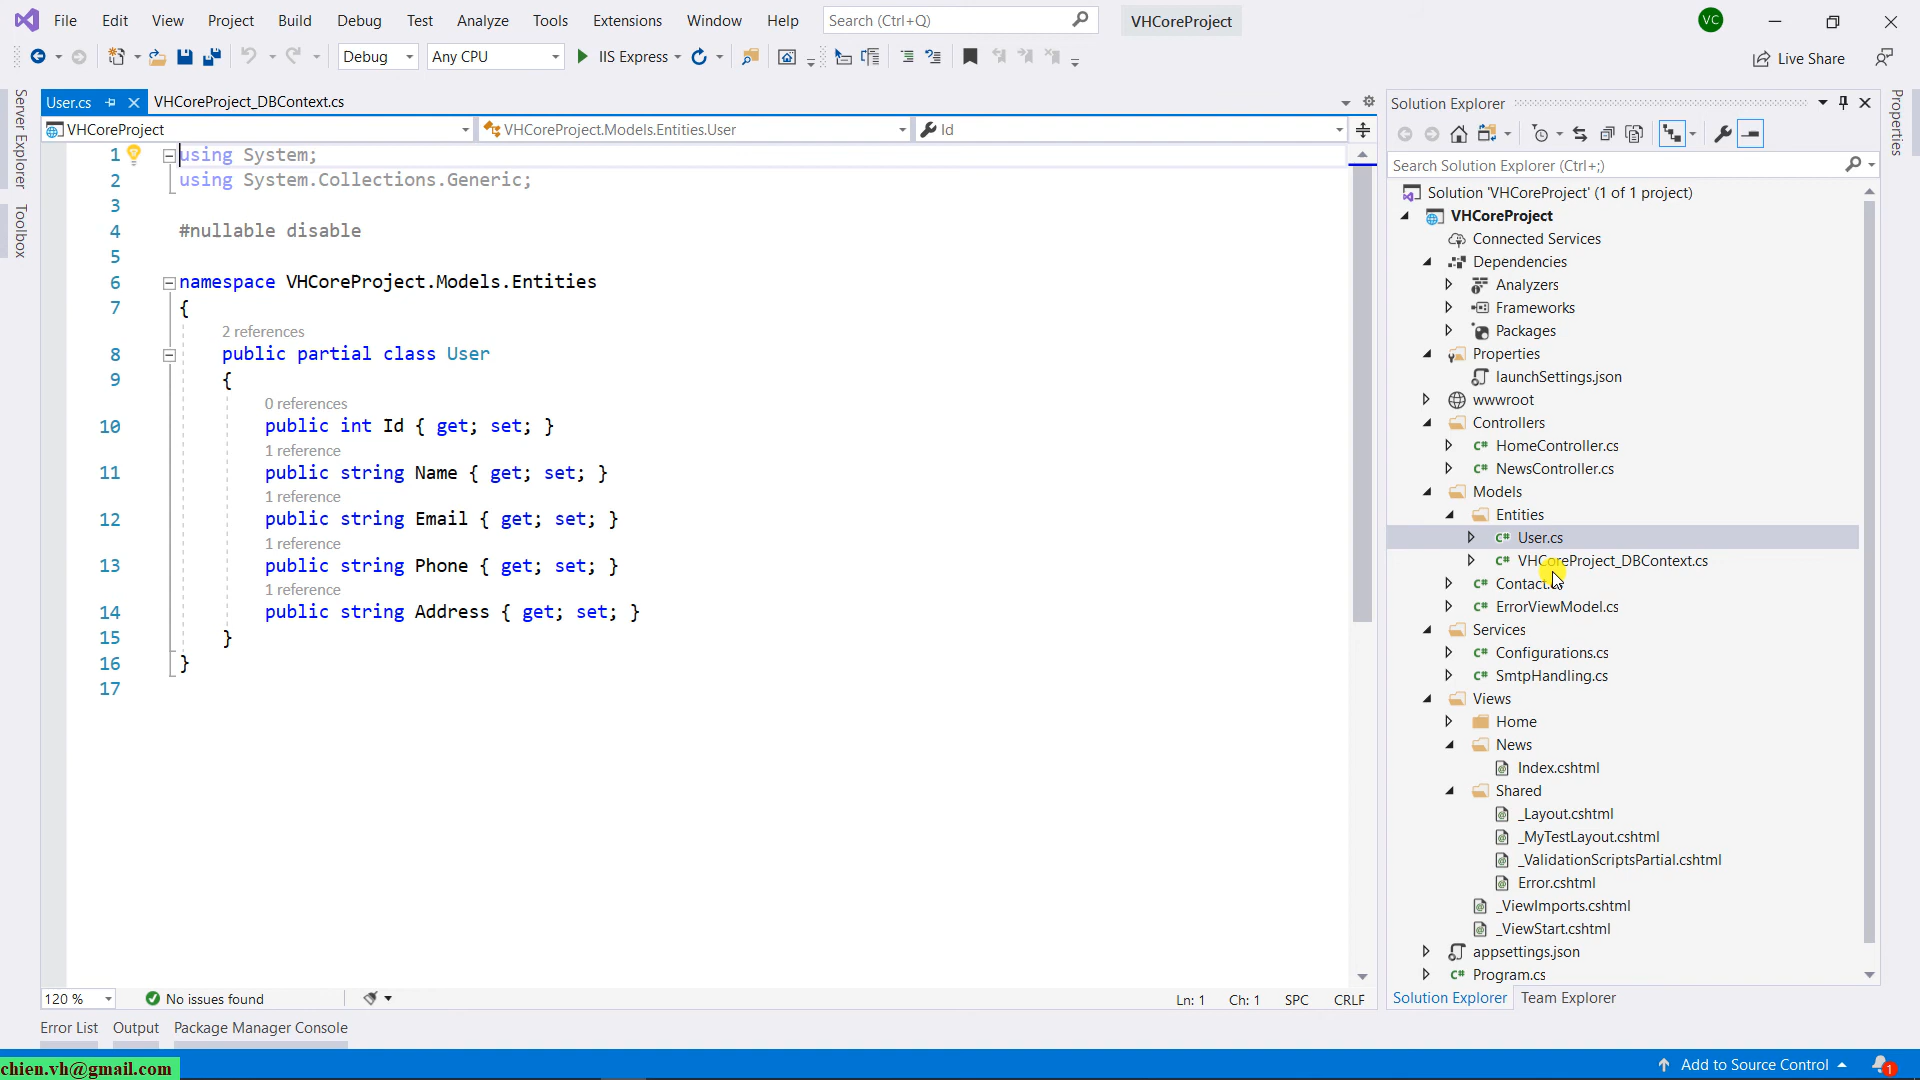 File Edit View Project Build Debug Test Analyze Tools Extensions Window Help Search (Ctrl+Q) VHCoreProject VC
Debug Any CPU IIS Express Live Share
Server Explorer
Toolbox
User.cs VHCoreProject_DBContext.cs
VHCoreProject VHCoreProject.Models.Entities.User Id
1 using System;
2 using System.Collections.Generic;
3
4 #nullable disable
5
6 namespace VHCoreProject.Models.Entities
7 {
2 references
8 public partial class User
9 {
0 references
10 public int Id { get; set; }
1 reference
11 public string Name { get; set; }
1 reference
12 public string Email { get; set; }
1 reference
13 public string Phone { get; set; }
1 reference
14 public string Address { get; set; }
15 }
16 }
17
120 % No issues found Ln: 1 Ch: 1 SPC CRLF
Solution Explorer
Search Solution Explorer (Ctrl+;)
Solution 'VHCoreProject' (1 of 1 project)
VHCoreProject
Connected Services
Dependencies
Analyzers
Frameworks
Packages
Properties
launchSettings.json
wwwroot
Controllers
C# HomeController.cs
C# NewsController.cs
Models
Entities
C# User.cs
C# VHCoreProject_DBContext.cs
C#
C# ErrorViewModel.cs
Services
C# Configurations.cs
C# SmtpHandling.cs
Views
Home
News
Index.cshtml
Shared
_Layout.cshtml
_MyTestLayout.cshtml
_ValidationScriptsPartial.cshtml
Error.cshtml
_ViewImports.cshtml
_ViewStart.cshtml
appsettings.json
C# Program.cs
Solution Explorer Team Explorer
Properties
Error List Output Package Manager Console
chien.vh@gmail.com
Add to Source Control 1